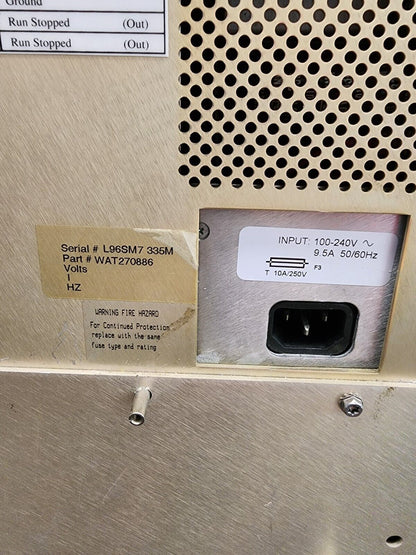 Ground
Run Stopped (Out)
Run Stopped (Out)
INPUT: 100-240V ~
9.5A 50/60Hz
F3
T 10A/250V
Serial # L96SM7 335M
Part # WAT270886
Volts
I
HZ
WARNING FIRE HAZARD
For Continued Protection
replace with the same
fuse type and rating